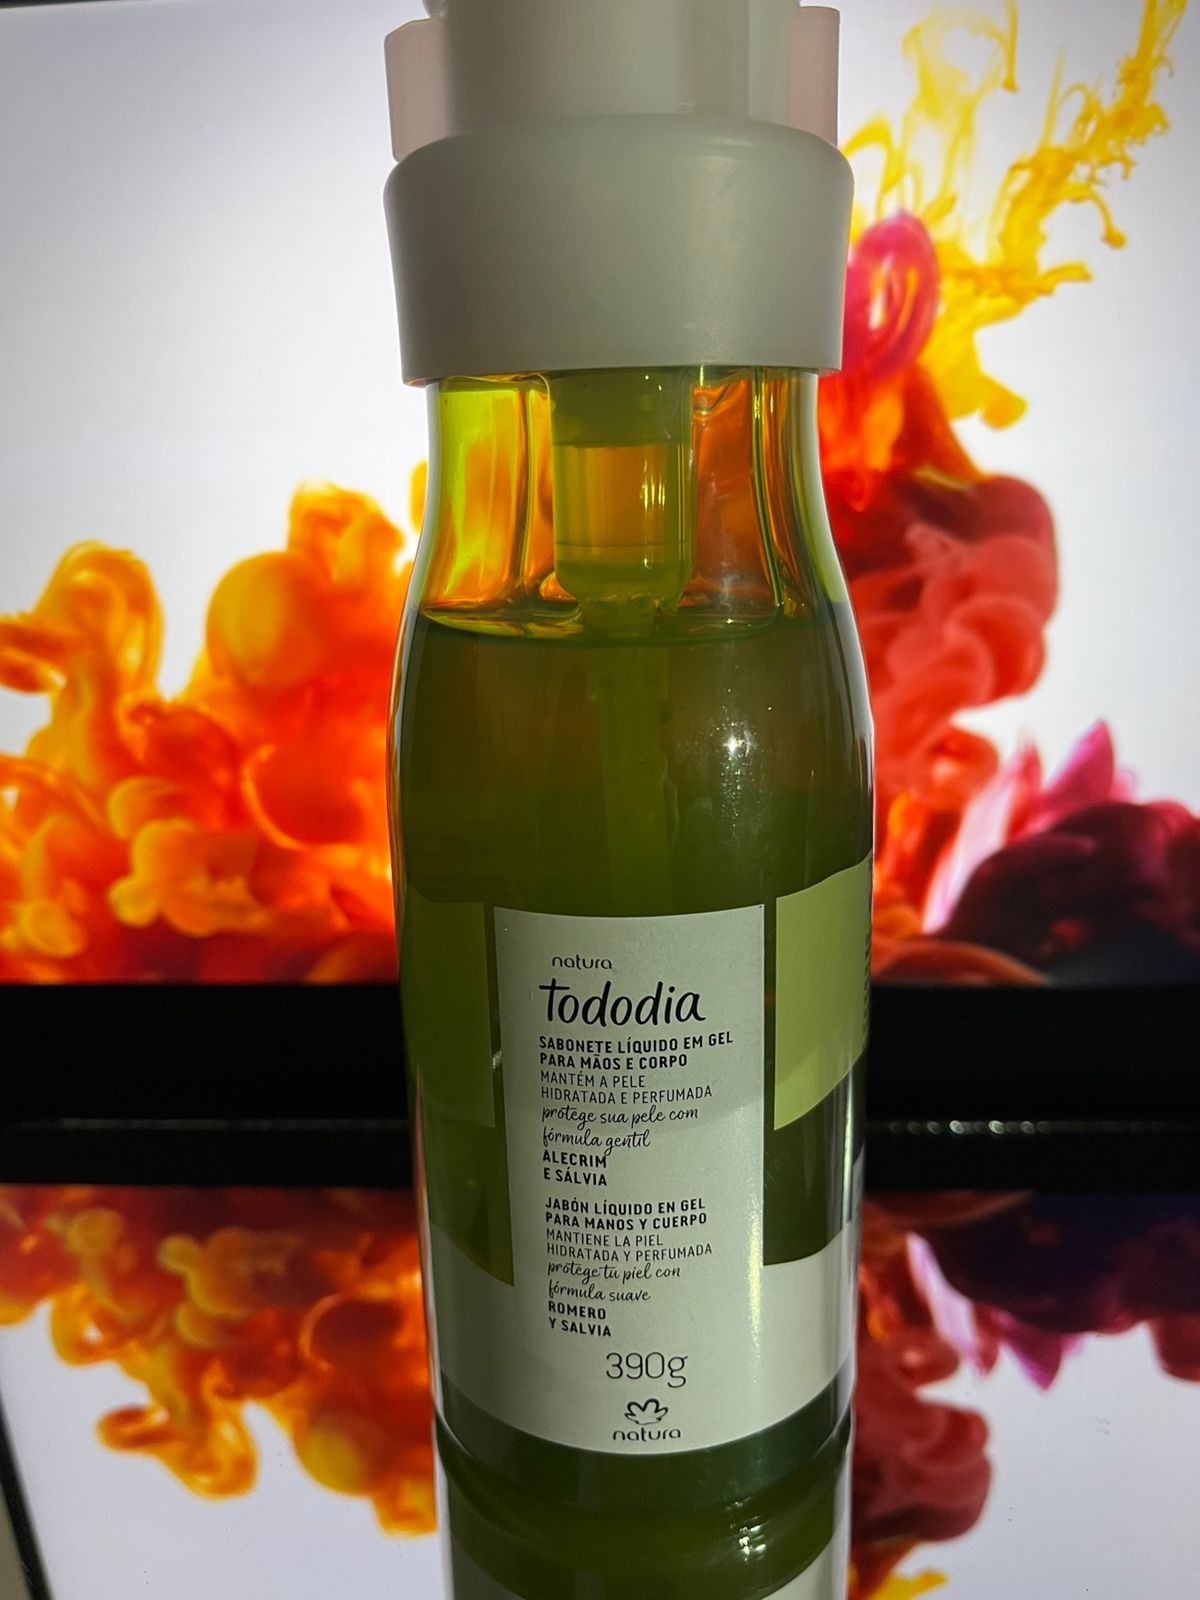 natura
tododia
SABONETE LÍQUIDO EM GEL
PARA MÃOS E CORPO
MANTÉM A PELE
HIDRATADA E PERFUMADA
protege sua pele com
fórmula gentil
ALECRIM
E SÁLVIA
JABÓN LÍQUIDO EN GEL
PARA MANOS Y CUERPO
MANTIENE LA PIEL
HIDRATADA Y PERFUMADA
protege tu piel con
fórmula suave
ROMERO
Y SALVIA
390g
natura